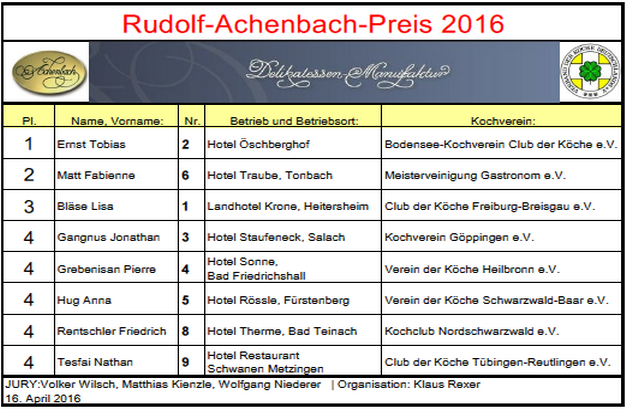 Rudolf-Achenbach-Preis 2016
Achenbach
Delikatessen-Manufaktur
VERBAND DER KÖCHE DEUTSCHLANDS E.V.
Pl. Name, Vorname: Nr. Betrieb und Betriebsort: Kochverein:
1 Ernst Tobias 2 Hotel Öschberghof Bodensee-Kochverein Club der Köche e.V.
2 Matt Fabienne 6 Hotel Traube, Tonbach Meisterveinigung Gastronom e.V.
3 Bläse Lisa 1 Landhotel Krone, Heitersheim Club der Köche Freiburg-Breisgau e.V.
4 Gangnus Jonathan 3 Hotel Staufeneck, Salach Kochverein Göppingen e.V.
4 Grebenisan Pierre 4 Hotel Sonne,
Bad Friedrichshall Verein der Köche Heilbronn e.V.
4 Hug Anna 5 Hotel Rössle, Fürstenberg Verein der Köche Schwarzwald-Baar e.V.
4 Rentschler Friedrich 8 Hotel Therme, Bad Teinach Kochclub Nordschwarzwald e.V.
4 Tesfai Nathan 9 Hotel Restaurant
Schwanen Metzingen Club der Köche Tübingen-Reutlingen e.V.
JURY:Volker Wilsch, Matthias Kienzle, Wolfgang Niederer | Organisation: Klaus Rexer
16. April 2016